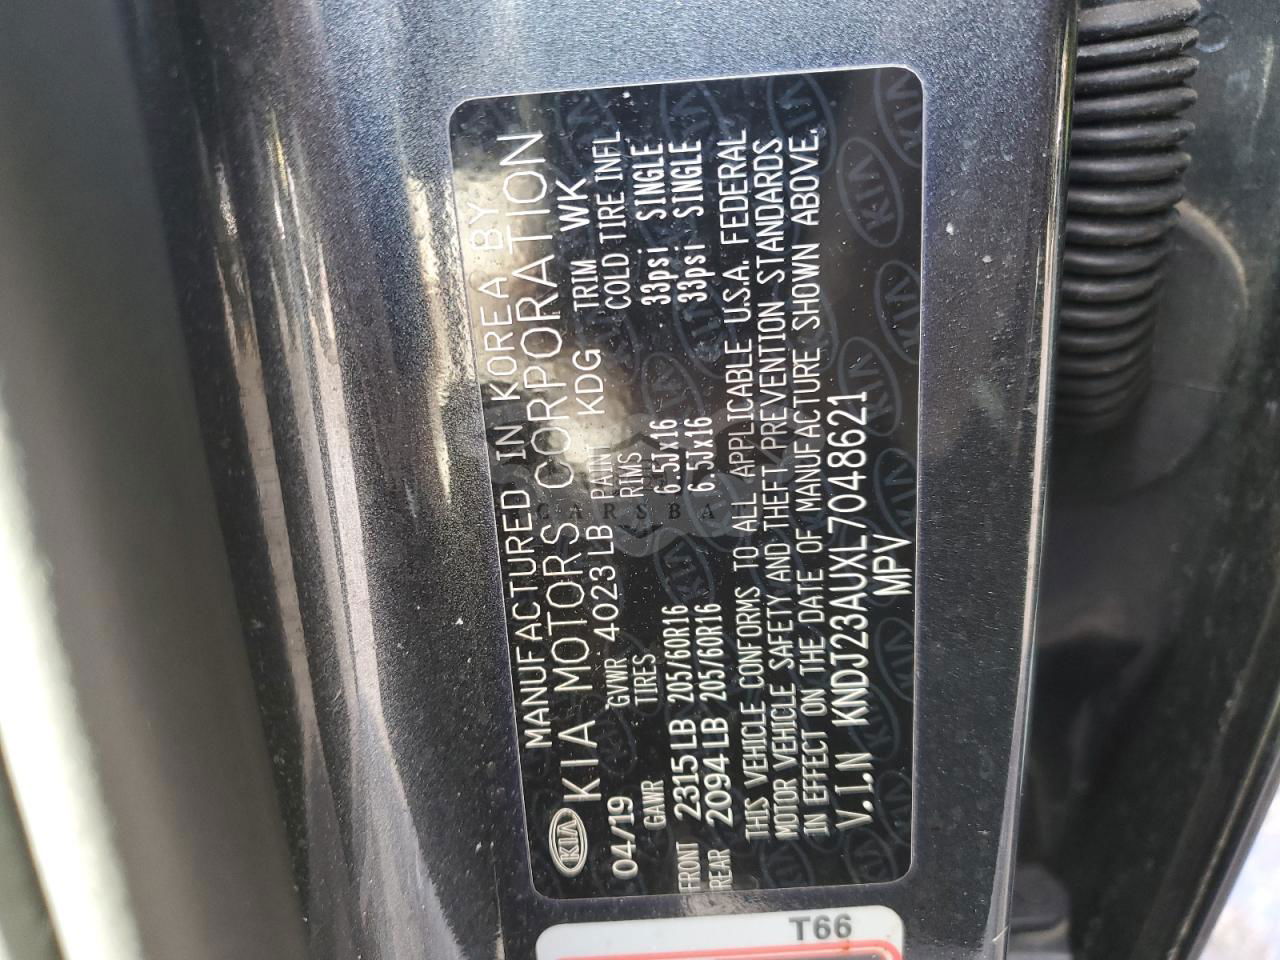 MANUFACTURED IN KOREA BY
KIA KIA MOTORS CORPORATION
04/19 GVWR 4023 LB PAINT KDG TRIM WK
GAWR TIRES RIMS COLD TIRE INFL
FRONT 2315 LB 205/60R16 6.5Jx16 33psi SINGLE
REAR 2094 LB 205/60R16 6.5Jx16 33psi SINGLE
THIS VEHICLE CONFORMS TO ALL APPLICABLE U.S.A. FEDERAL
MOTOR VEHICLE SAFETY AND THEFT PREVENTION STANDARDS
IN EFFECT ON THE DATE OF MANUFACTURE SHOWN ABOVE.
V.I.N KNDJ23AUXL7048621
MPV
T66